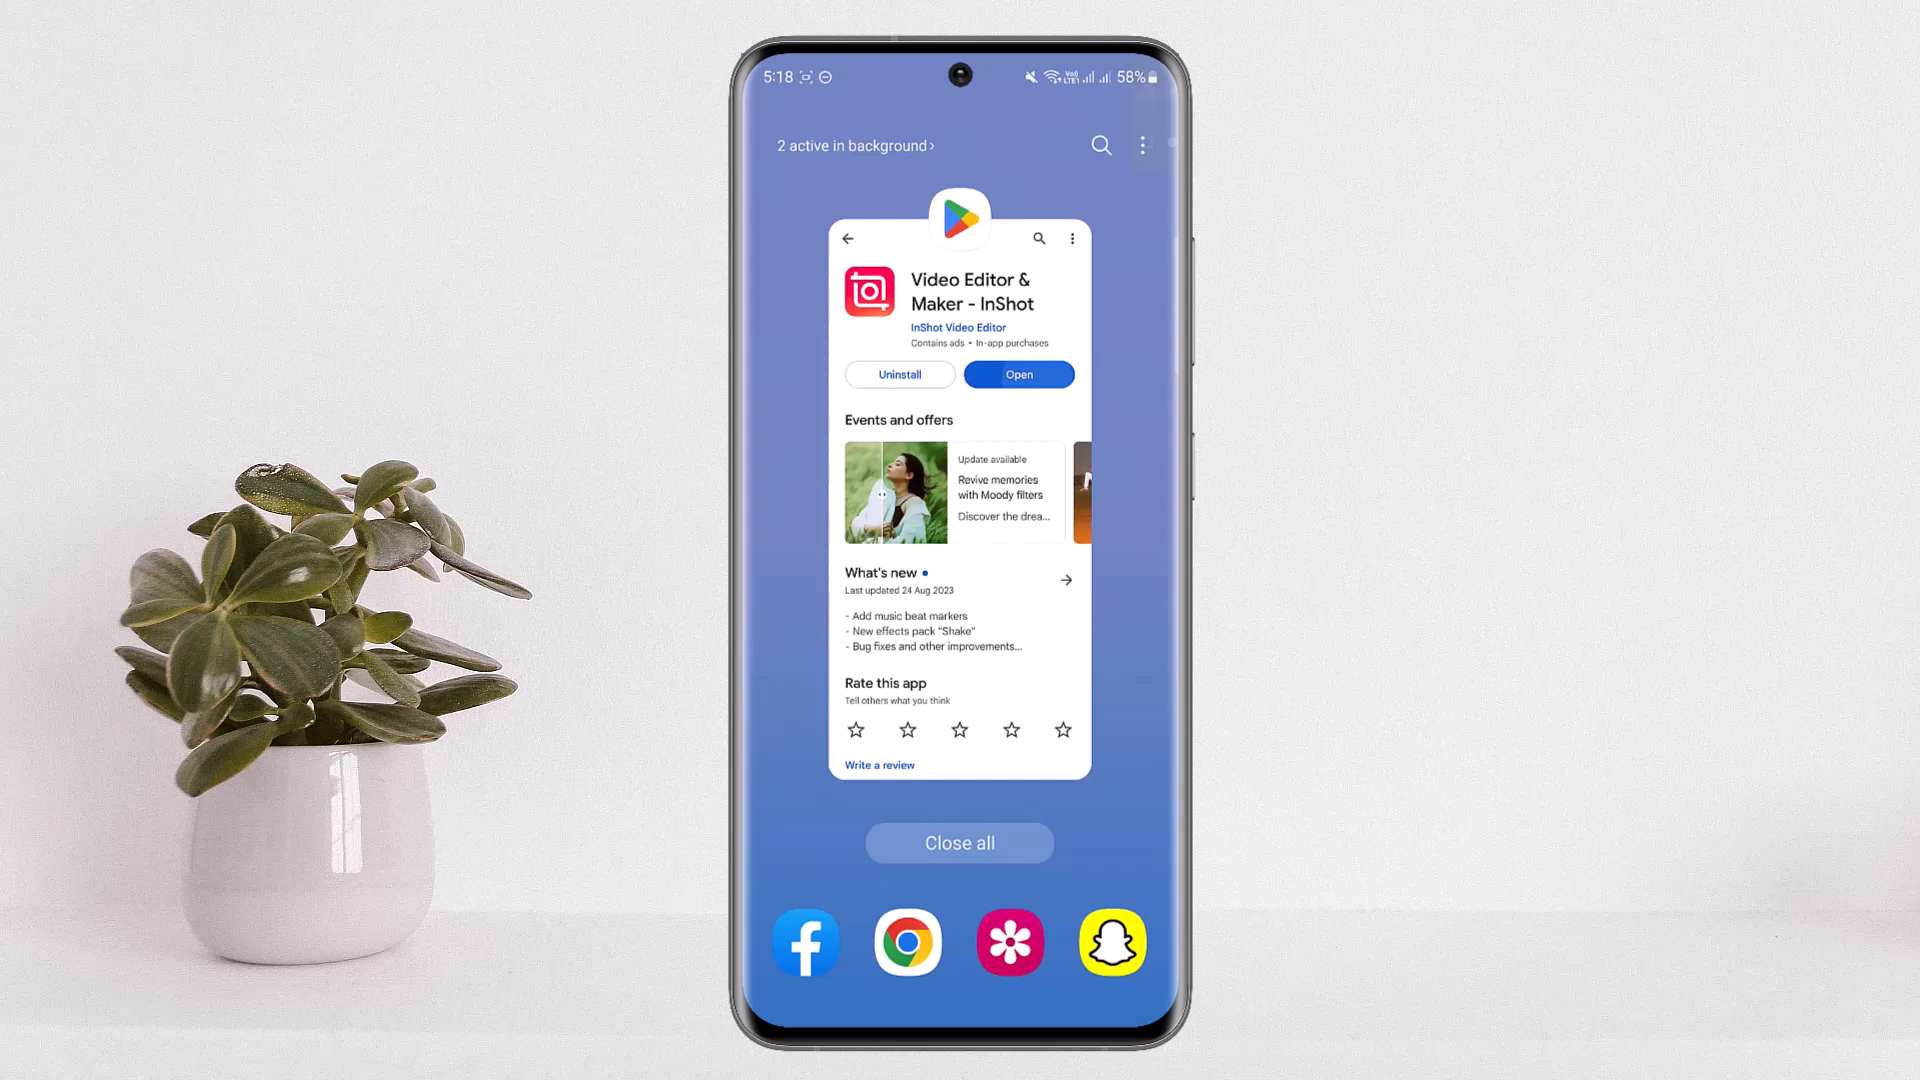 5:18
58%
2 active in background ›
Video Editor &
Maker - InShot
InShot Video Editor
Contains ads • In-app purchases
Uninstall
Open
Events and offers
Update available
Revive memories
with Moody filters
Discover the drea...
What's new
Last updated 24 Aug 2023
- Add music beat markers
- New effects pack "Shake"
- Bug fixes and other improvements...
Rate this app
Tell others what you think
Write a review
Close all